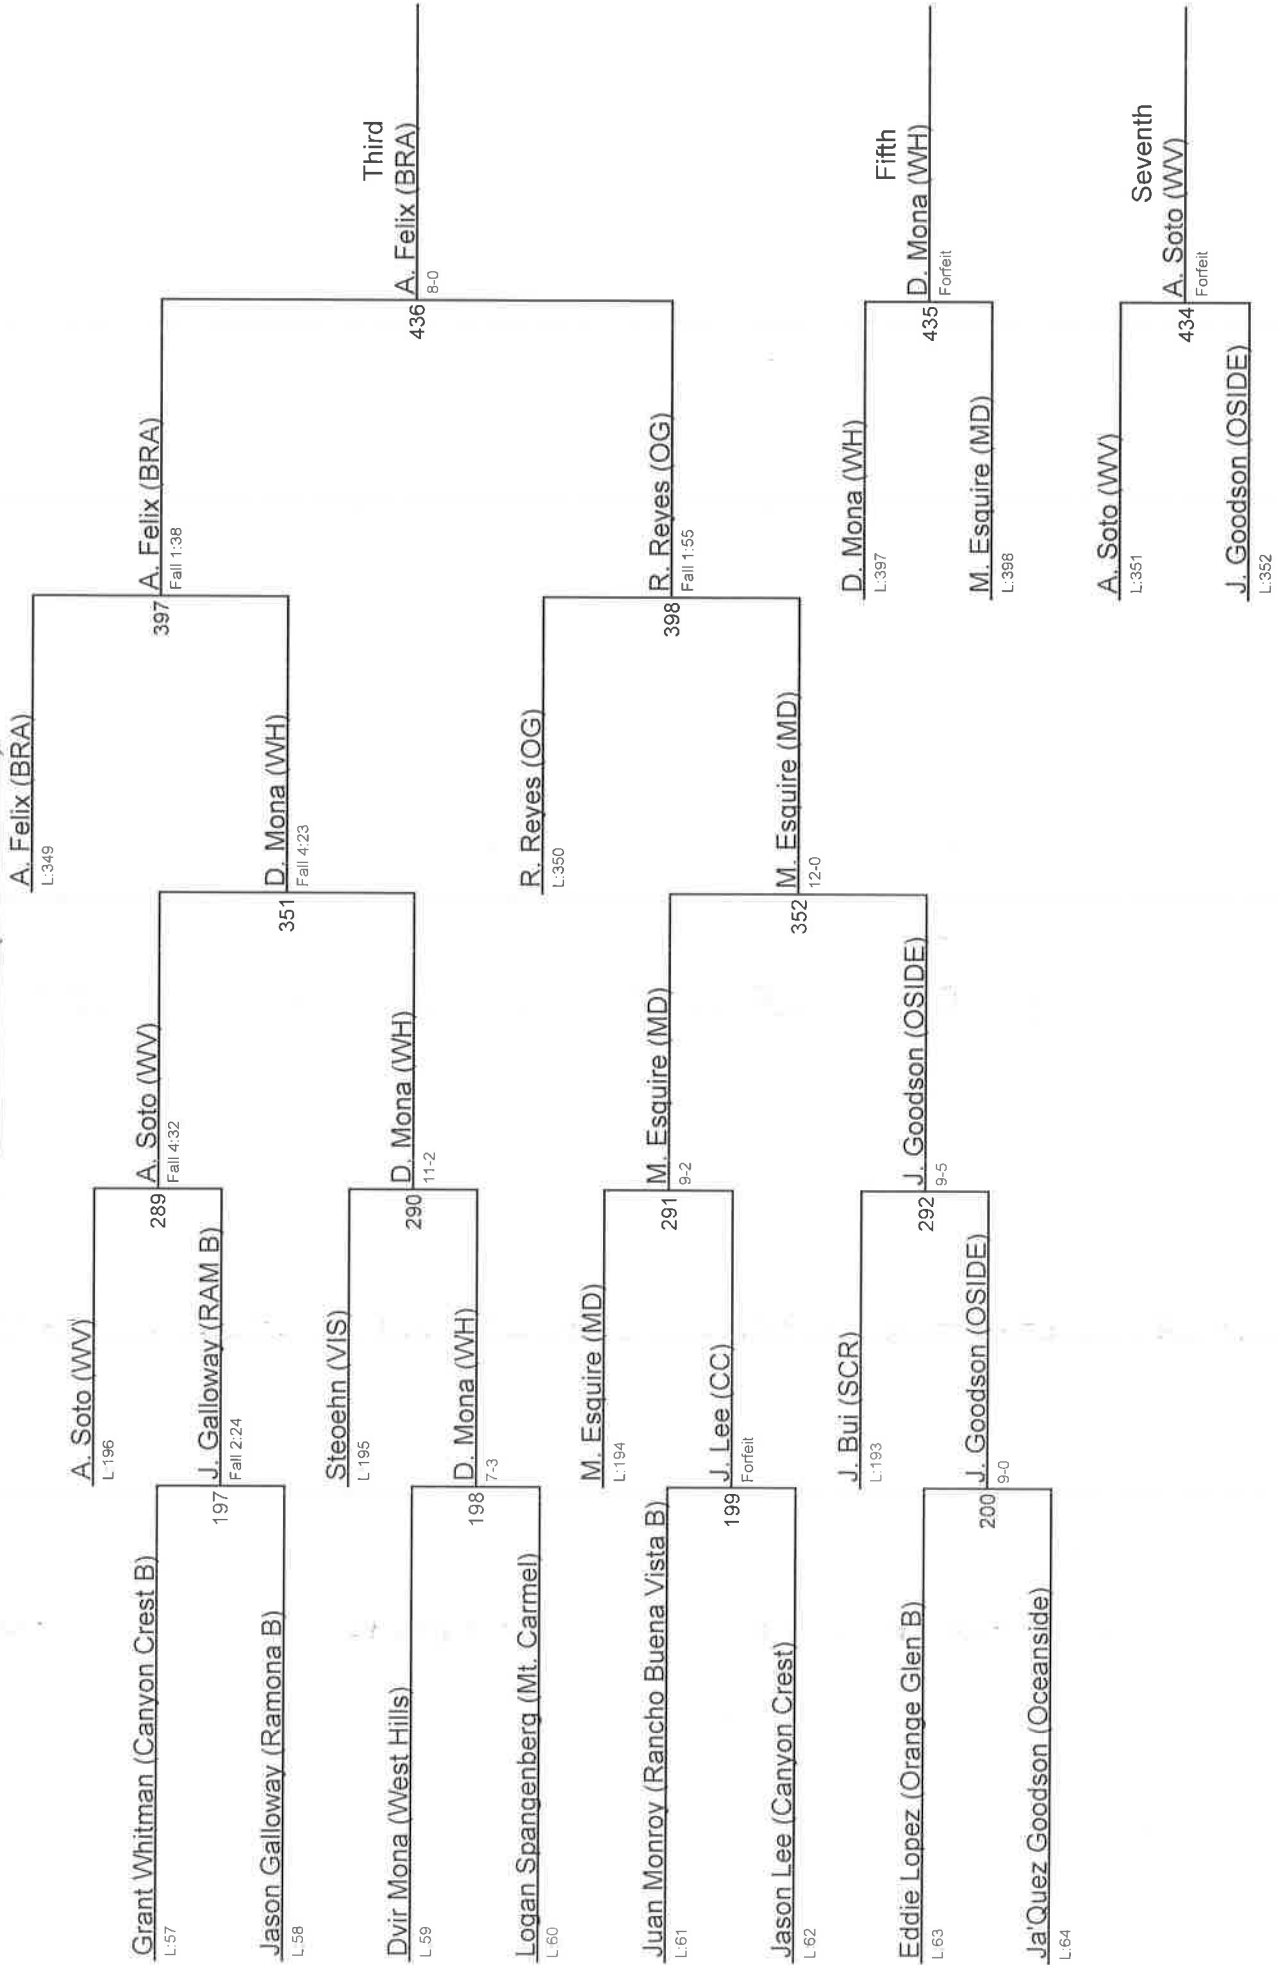 Grant Whitman (Canyon Crest B)
L:57
Jason Galloway (Ramona B)
L:58
Dvir Mona (West Hills)
L:59
Logan Spangenberg (Mt. Carmel)
L:60
Juan Monroy (Rancho Buena Vista B)
L:61
Jason Lee (Canyon Crest)
L:62
Eddie Lopez (Orange Glen B)
L:63
Ja'Quez Goodson (Oceanside)
L:64
A. Soto (WV)
L:196
197
J. Galloway (RAM B)
Fall 2:24
Steoehn (VIS)
L:195
198
D. Mona (WH)
7-3
M. Esquire (MD)
L:194
199
J. Lee (CC)
Forfeit
J. Bui (SCR)
L:193
200
J. Goodson (OSIDE)
9-0
289
A. Soto (WV)
Fall 4:32
290
D. Mona (WH)
11-2
291
M. Esquire (MD)
9-2
292
J. Goodson (OSIDE)
9-5
A. Felix (BRA)
L:349
351
D. Mona (WH)
Fall 4:23
R. Reyes (OG)
L:350
352
M. Esquire (MD)
12-0
397
A. Felix (BRA)
Fall 1:38
398
R. Reyes (OG)
Fall 1:55
Third
436
A. Felix (BRA)
8-0
D. Mona (WH)
L:397
M. Esquire (MD)
L:398
Fifth
435
D. Mona (WH)
Forfeit
A. Soto (WV)
L:351
J. Goodson (OSIDE)
L:352
Seventh
434
A. Soto (WV)
Forfeit